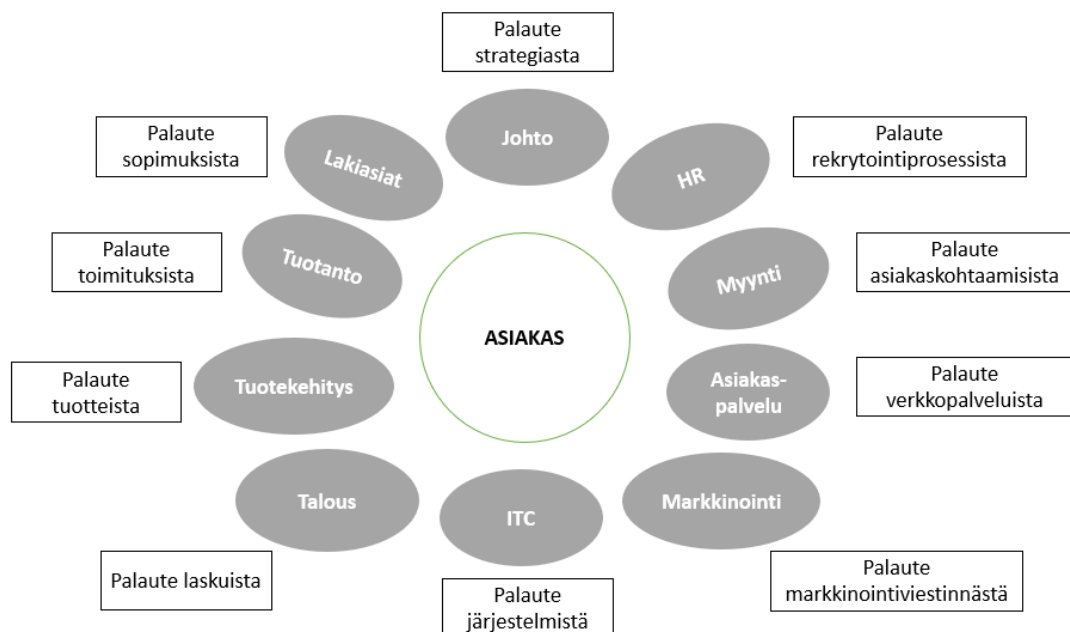 Palaute
strategiasta
Johto
Palaute
sopimuksista
Lakiasiat
HR
Palaute
rekrytointiprosessista
Palaute
toimituksista
Tuotanto
Myynti
Palaute
asiakaskohtaamisista
ASIAKAS
Palaute
tuotteista
Tuotekehitys
Asiakas-
palvelu
Palaute
verkkopalveluista
Talous
ITC
Markkinointi
Palaute laskuista
Palaute
järjestelmistä
Palaute
markkinointiviestinnästä